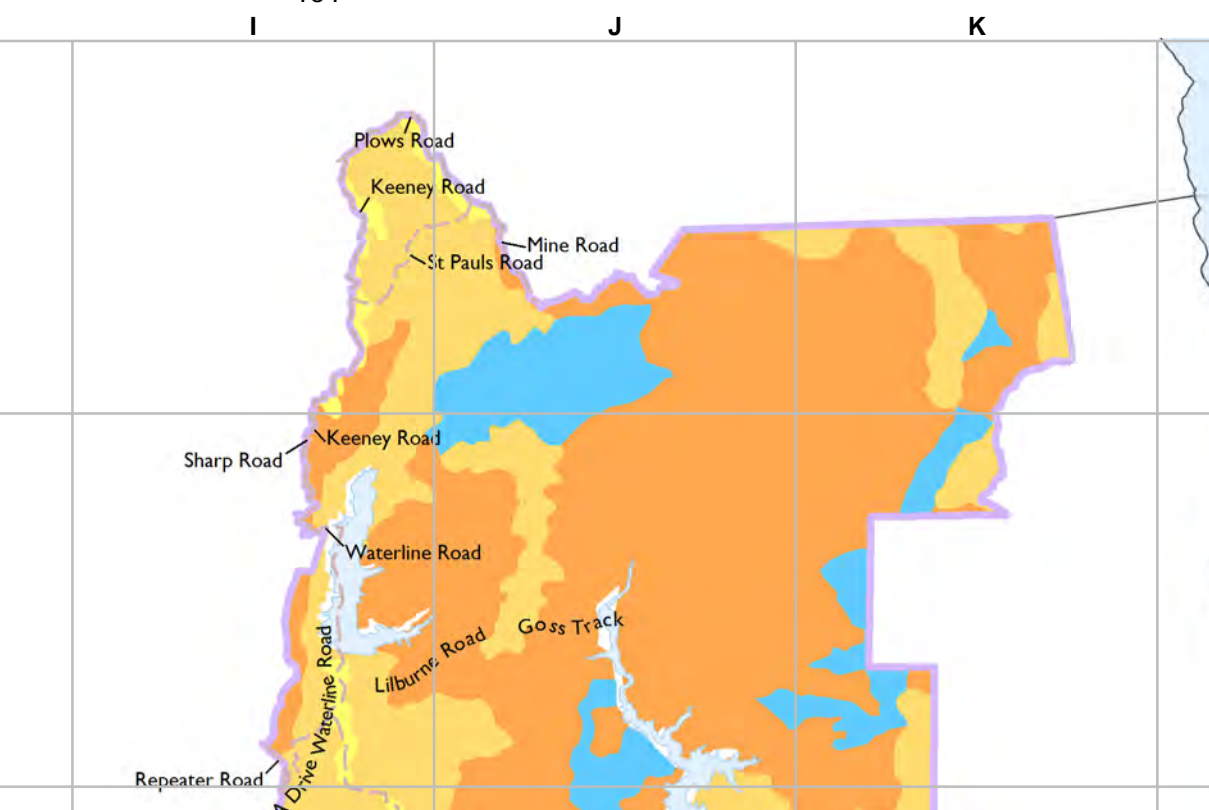 I J K
Plows Road
Keeney Road
Mine Road
St Pauls Road
Keeney Road
Sharp Road
Waterline Road
Goss Track
Lilburne Road
Drive Waterline Road
Repeater Road